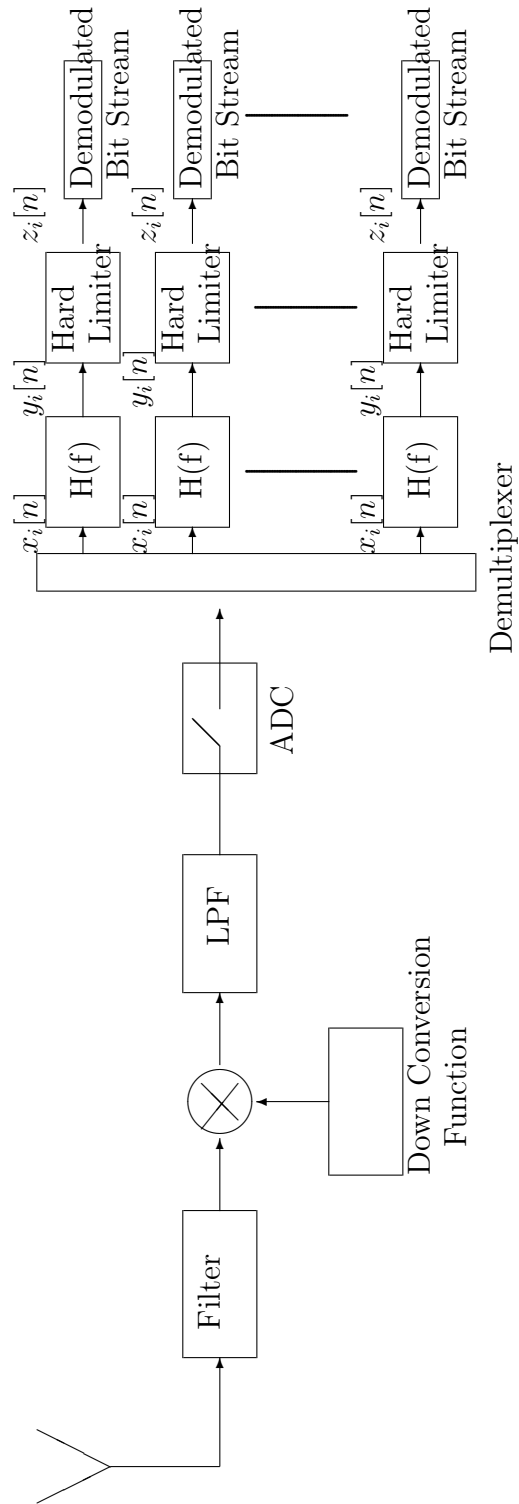 Filter
Down Conversion
Function
LPF
ADC
Demultiplexer
x_i[n]
H(f)
y_i[n]
Hard
Limiter
z_i[n]
Demodulated
Bit Stream
x_i[n]
H(f)
y_i[n]
Hard
Limiter
z_i[n]
Demodulated
Bit Stream
x_i[n]
H(f)
y_i[n]
Hard
Limiter
z_i[n]
Demodulated
Bit Stream